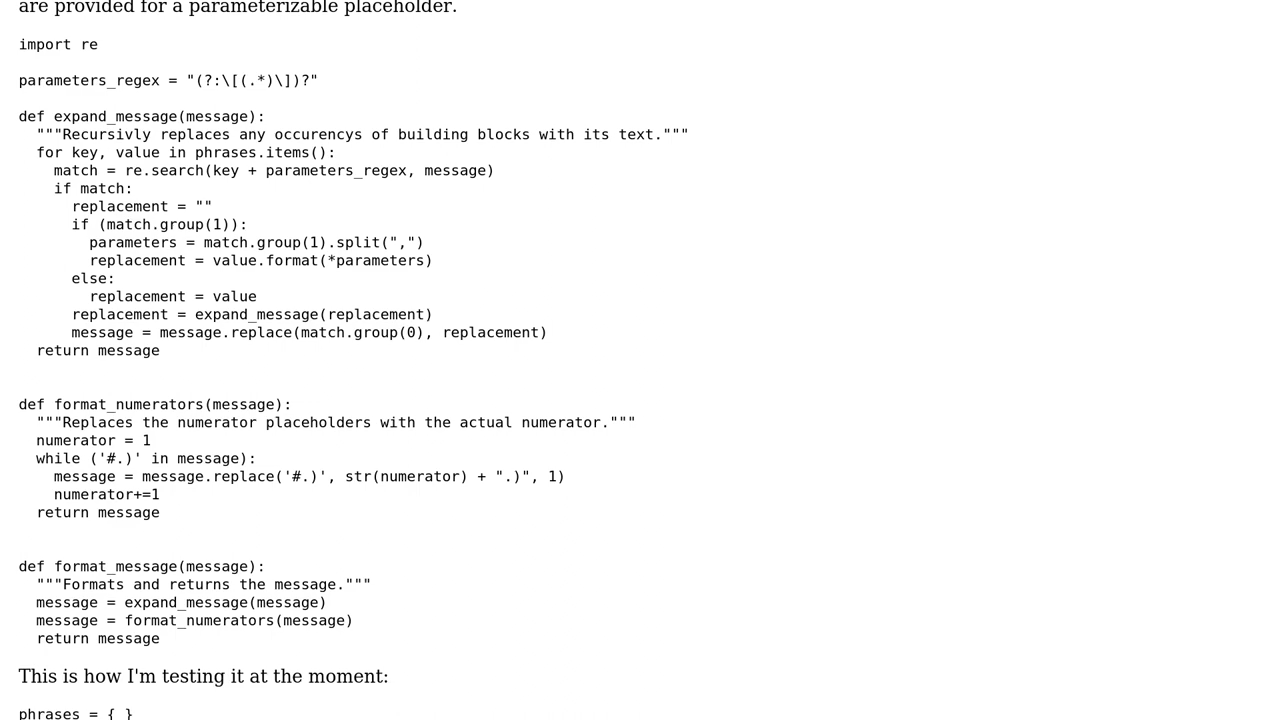 are provided for a parameterizable placeholder.
import re
parameters_regex = "(?:\[(.*)\])?"
def expand_message(message):
  """Recursivly replaces any occurencys of building blocks with its text."""
  for key, value in phrases.items():
    match = re.search(key + parameters_regex, message)
    if match:
      replacement = ""
      if (match.group(1)):
        parameters = match.group(1).split(",")
        replacement = value.format(*parameters)
      else:
        replacement = value
      replacement = expand_message(replacement)
      message = message.replace(match.group(0), replacement)
  return message
def format_numerators(message):
  """Replaces the numerator placeholders with the actual numerator."""
  numerator = 1
  while ('#.)' in message):
    message = message.replace('#.)', str(numerator) + ".)", 1)
    numerator+=1
  return message
def format_message(message):
  """Formats and returns the message."""
  message = expand_message(message)
  message = format_numerators(message)
  return message
This is how I'm testing it at the moment:
phrases = { }